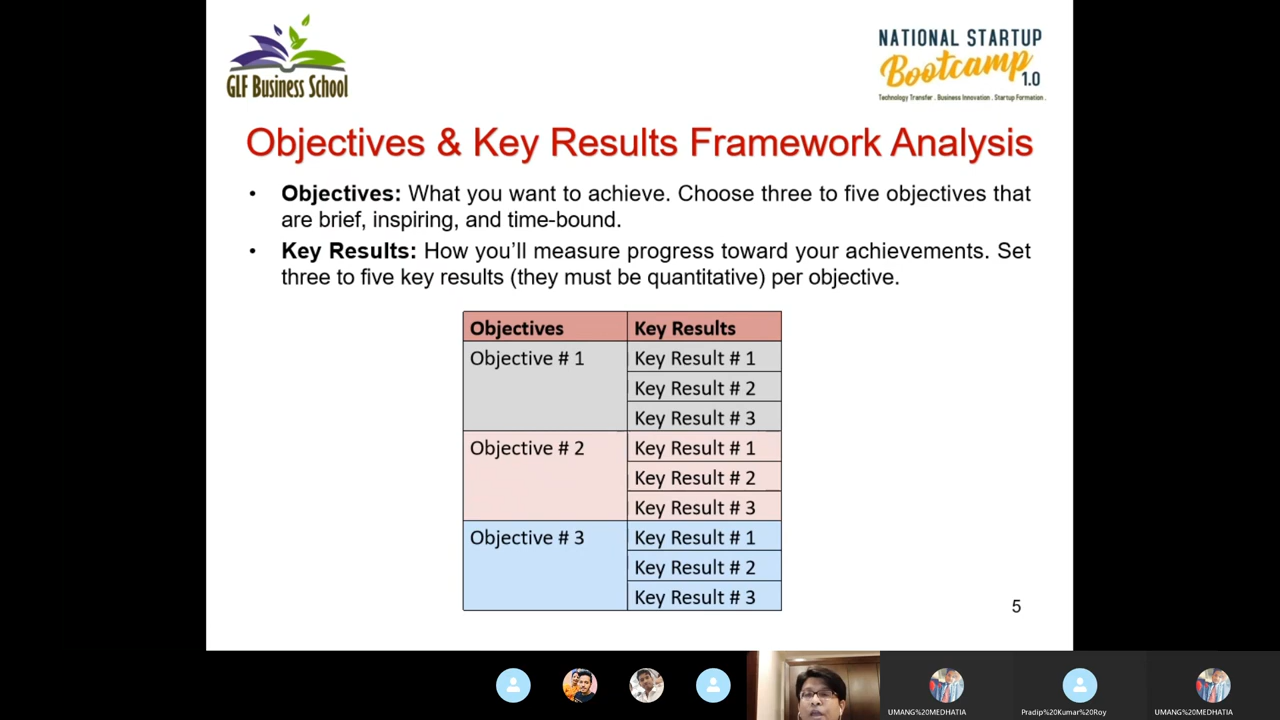 GLF Business School
NATIONAL STARTUP
Bootcamp
1.0
Technology Transfer . Business Innovation . Startup Formation .
Objectives & Key Results Framework Analysis
• Objectives: What you want to achieve. Choose three to five objectives that
are brief, inspiring, and time-bound.
• Key Results: How you’ll measure progress toward your achievements. Set
three to five key results (they must be quantitative) per objective.
Objectives Key Results
Objective # 1 Key Result # 1
Key Result # 2
Key Result # 3
Objective # 2 Key Result # 1
Key Result # 2
Key Result # 3
Objective # 3 Key Result # 1
Key Result # 2
Key Result # 3
5
UMANG%20MEDHATIA Pradip%20Kumar%20Roy UMANG%20MEDHATIA